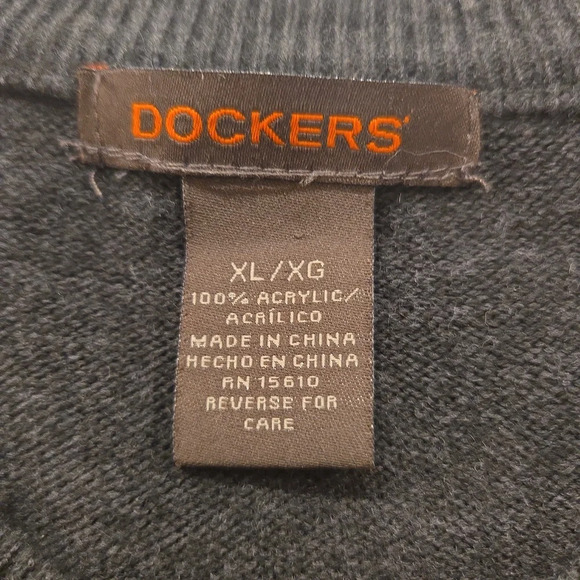 DOCKERS
XL/XG
100% ACRYLIC/
ACRÍLICO
MADE IN CHINA
HECHO EN CHINA
RN 15610
REVERSE FOR
CARE